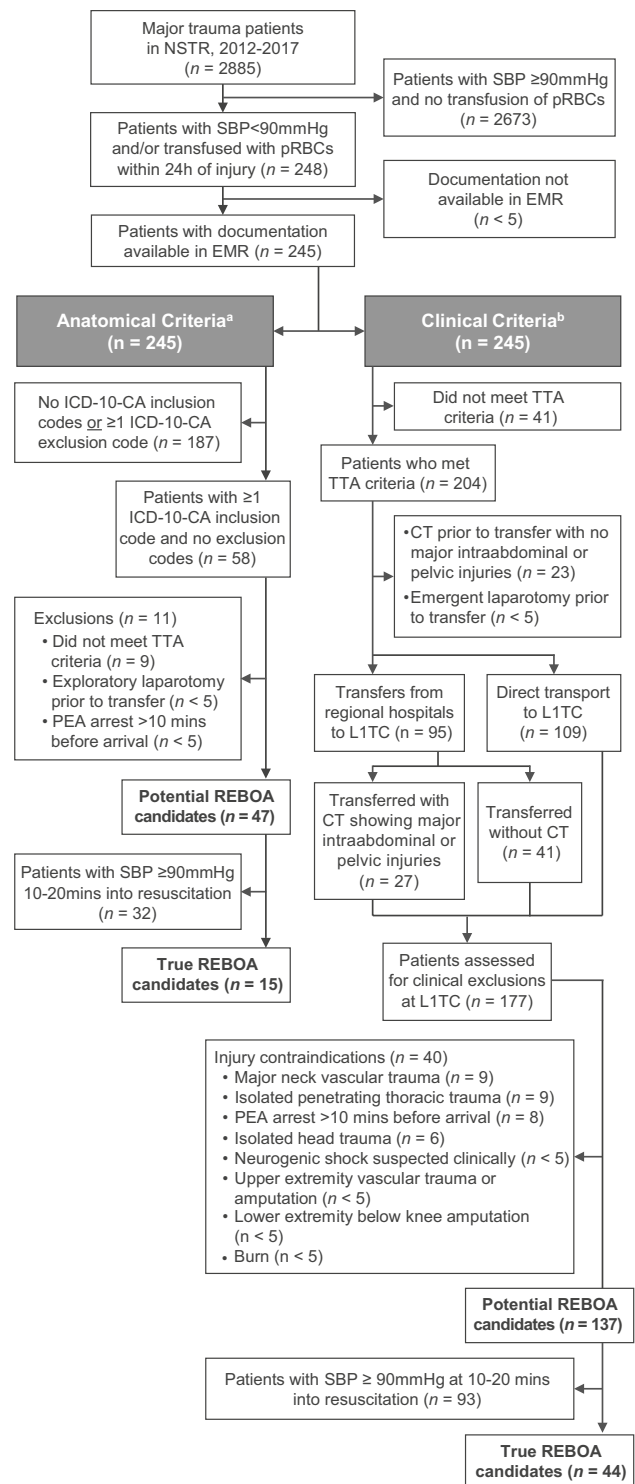 Major trauma patients
in NSTR, 2012-2017
(n = 2885)
Patients with SBP ≥90mmHg
and no transfusion of pRBCs
(n = 2673)
Patients with SBP<90mmHg
and/or transfused with pRBCs
within 24h of injury (n = 248)
Documentation not
available in EMR
(n < 5)
Patients with documentation
available in EMR (n = 245)
Anatomical Criteriaᵃ
(n = 245)
Clinical Criteriaᵇ
(n = 245)
No ICD-10-CA inclusion
codes or ≥1 ICD-10-CA
exclusion code (n = 187)
Did not meet TTA
criteria (n = 41)
Patients who met
TTA criteria (n = 204)
Patients with ≥1
ICD-10-CA inclusion
code and no exclusion
codes (n = 58)
•CT prior to transfer with no
major intraabdominal or
pelvic injuries (n = 23)
•Emergent laparotomy prior
to transfer (n < 5)
Exclusions (n = 11)
• Did not meet TTA
criteria (n = 9)
• Exploratory laparotomy
prior to transfer (n < 5)
• PEA arrest >10 mins
before arrival (n < 5)
Transfers from
regional hospitals
to L1TC (n = 95)
Direct transport
to L1TC
(n = 109)
Potential REBOA
candidates (n = 47)
Transferred with
CT showing major
intraabdominal or
pelvic injuries
(n = 27)
Transferred
without CT
(n = 41)
Patients with SBP ≥90mmHg
10-20mins into resuscitation
(n = 32)
True REBOA
candidates (n = 15)
Patients assessed
for clinical exclusions
at L1TC (n = 177)
Injury contraindications (n = 40)
• Major neck vascular trauma (n = 9)
• Isolated penetrating thoracic trauma (n = 9)
• PEA arrest >10 mins before arrival (n = 8)
• Isolated head trauma (n = 6)
• Neurogenic shock suspected clinically (n < 5)
• Upper extremity vascular trauma or
amputation (n < 5)
• Lower extremity below knee amputation
(n < 5)
• Burn (n < 5)
Potential REBOA
candidates (n = 137)
Patients with SBP ≥ 90mmHg at 10-20 mins
into resuscitation (n = 93)
True REBOA
candidates (n = 44)